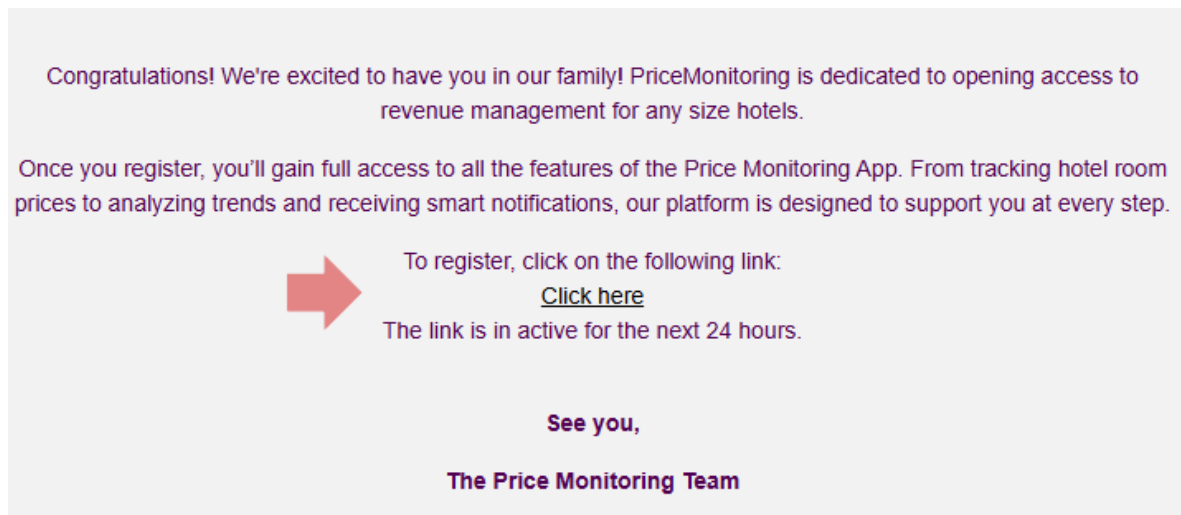 Congratulations! We're excited to have you in our family! PriceMonitoring is dedicated to opening access to
revenue management for any size hotels.
Once you register, you’ll gain full access to all the features of the Price Monitoring App. From tracking hotel room
prices to analyzing trends and receiving smart notifications, our platform is designed to support you at every step.
To register, click on the following link:
Click here
The link is in active for the next 24 hours.
See you,
The Price Monitoring Team